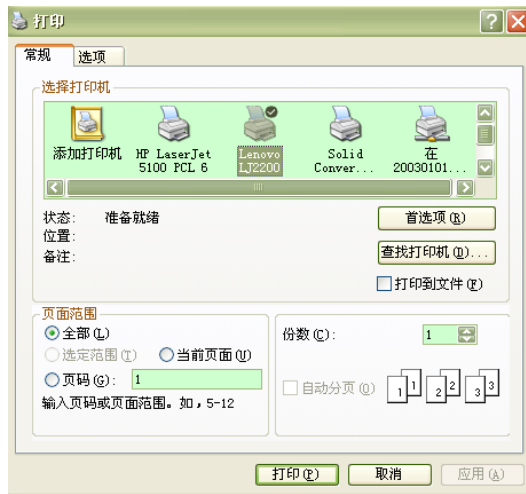 打印
常规 选项
选择打印机
添加打印机 HP LaserJet 5100 PCL 6 Lenovo LJ2200 Solid Conver... 在 20030101...
状态: 准备就绪 首选项(R)
位置:
查找打印机(D)...
备注:
打印到文件(F)
页面范围
全部(L)
选定范围(T) 当前页面(U)
页码(G): 1
输入页码或页面范围。如，5-12
份数(C): 1
自动分页(O) 1 1 2 2 3 3
打印(P) 取消 应用(A)